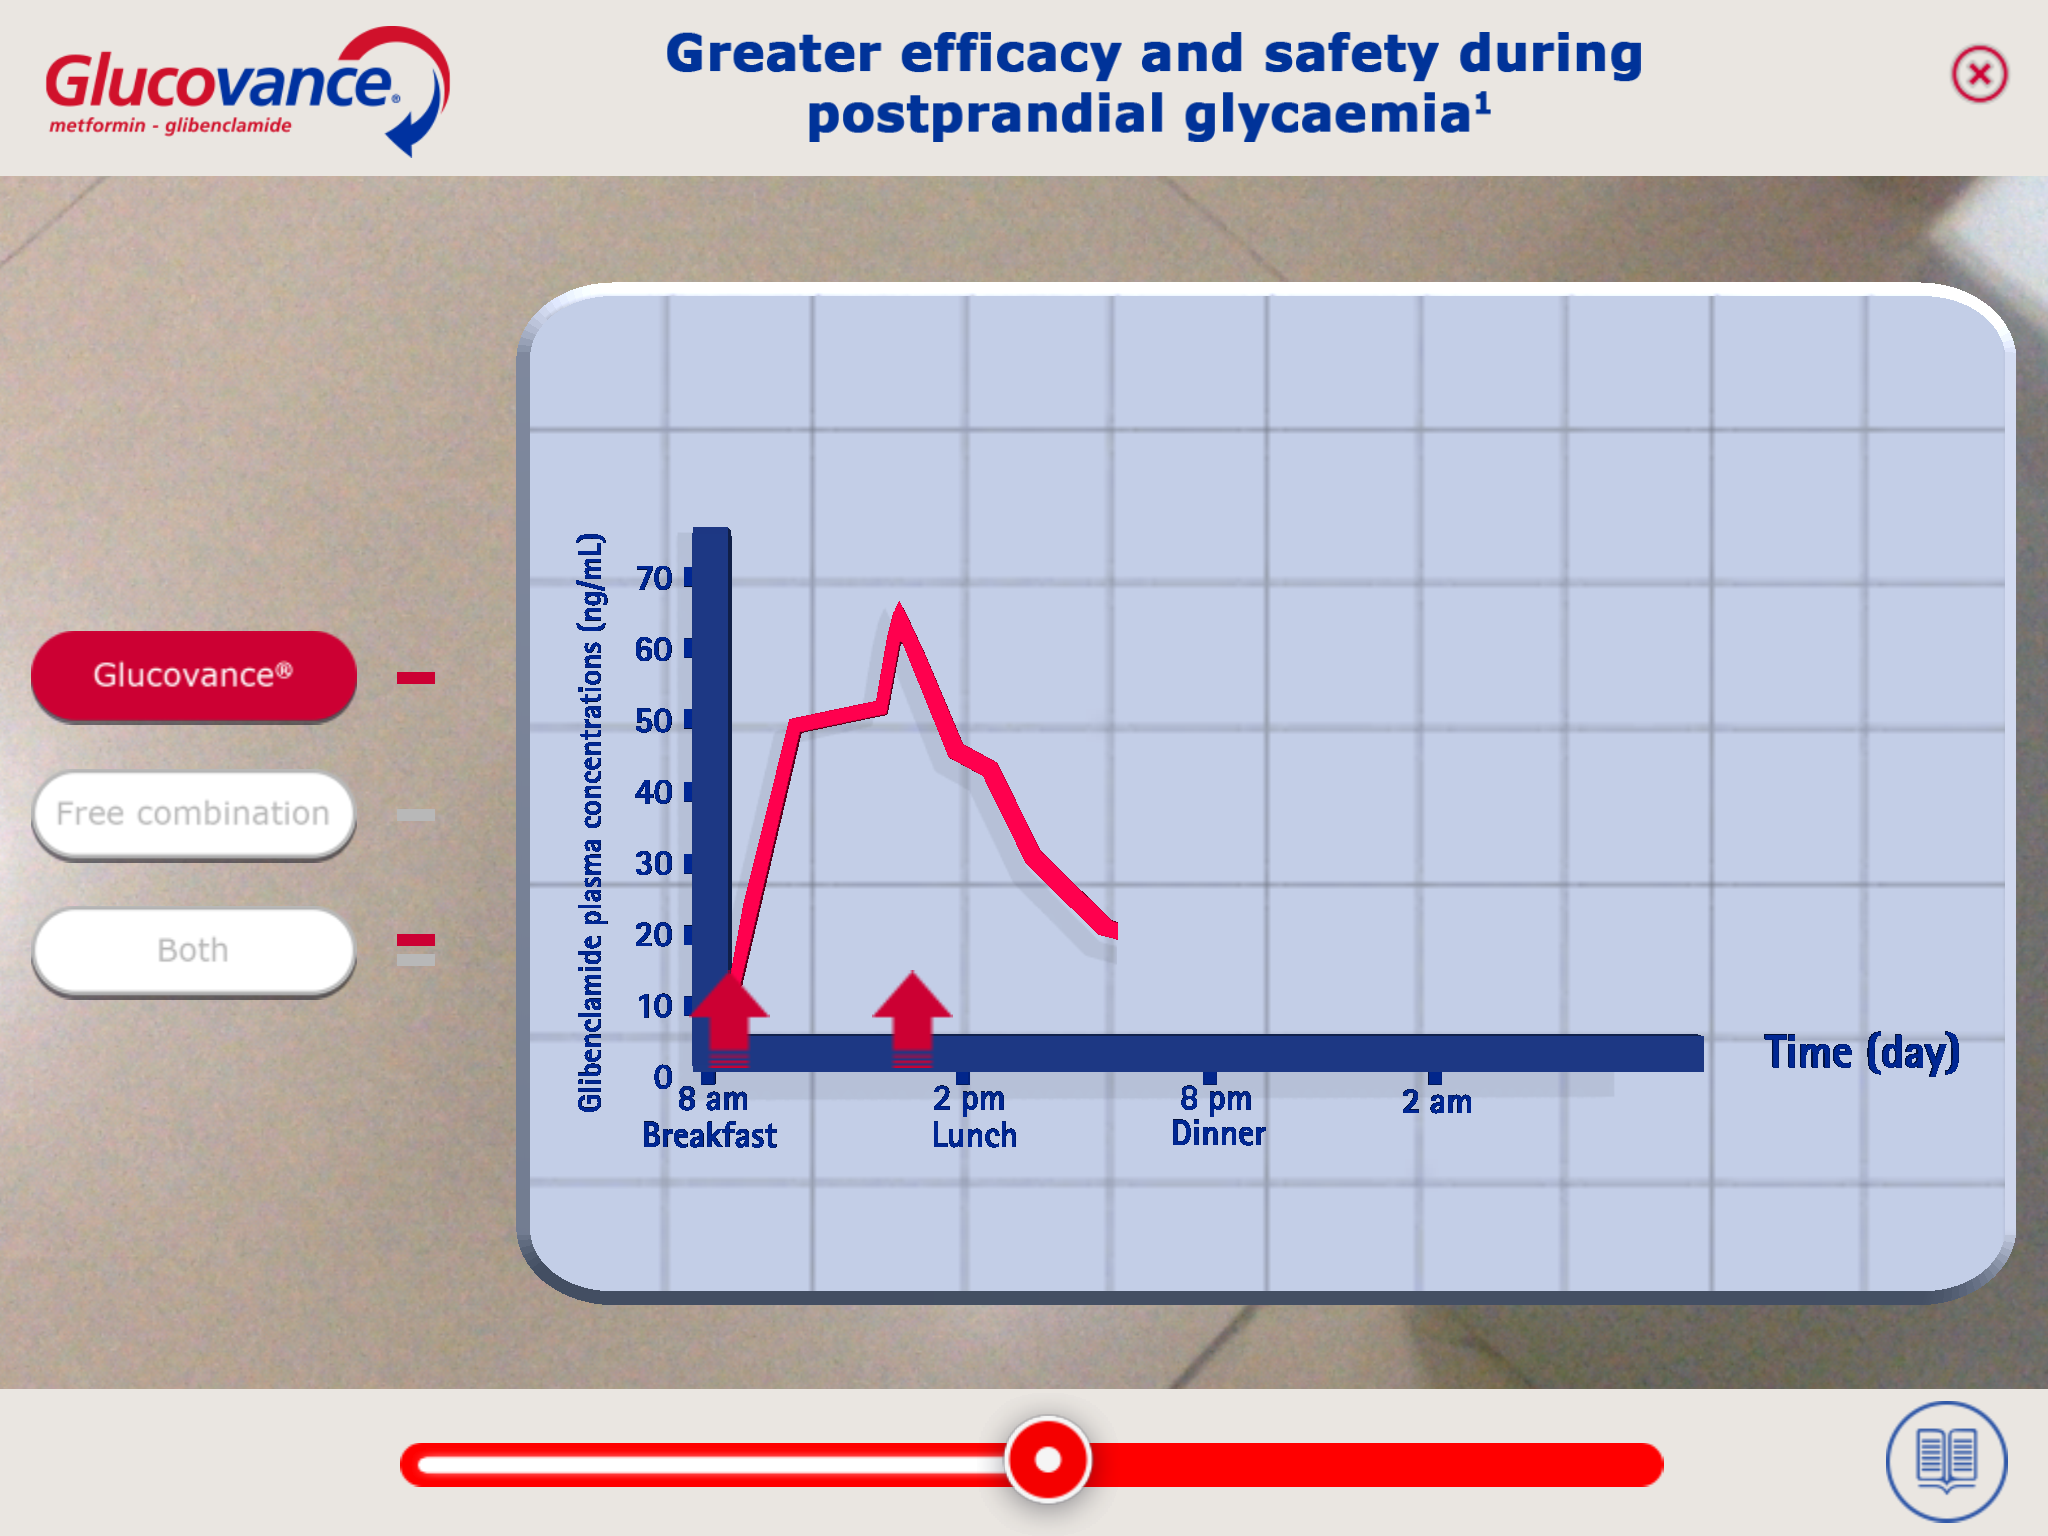 Glucovance®
metformin - glibenclamide
Greater efficacy and safety during
postprandial glycaemia¹
Glucovance®
Free combination
Both
Glibenclamide plasma concentrations (ng/mL)
70
60
50
40
30
20
10
0
8 am
Breakfast
2 pm
Lunch
8 pm
Dinner
2 am
Time (day)